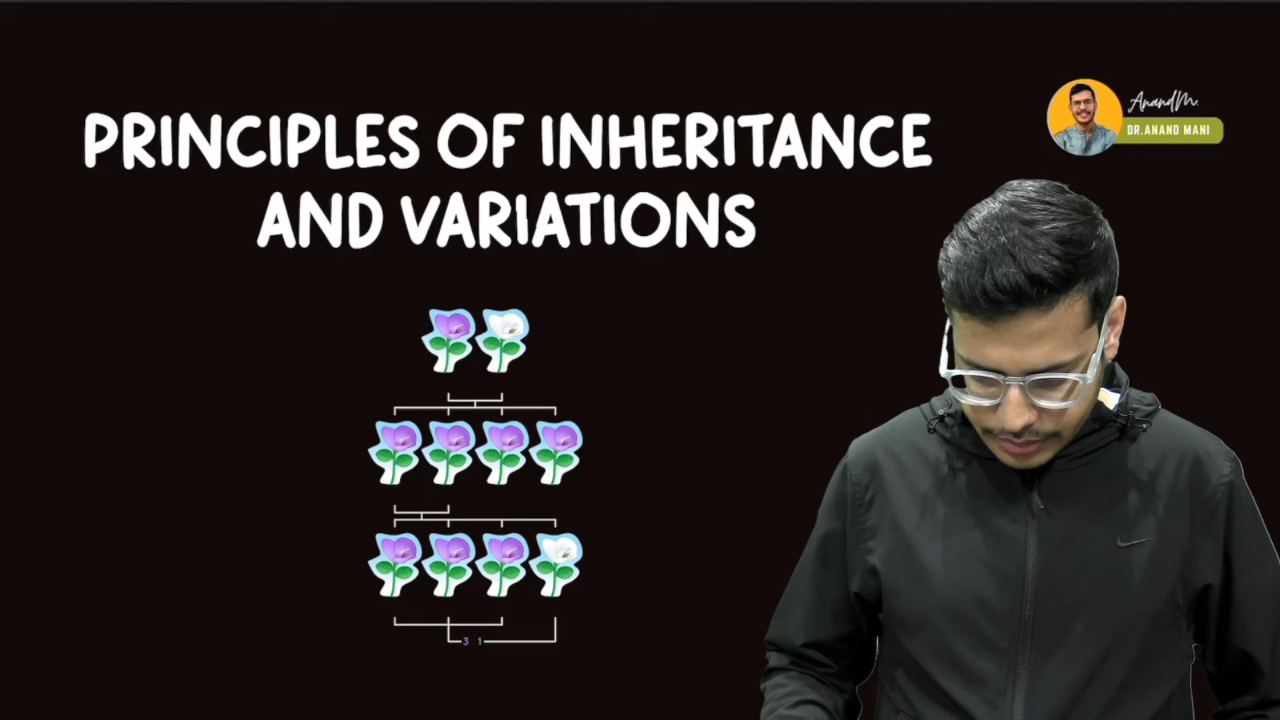 PRINCIPLES OF INHERITANCE
AND VARIATIONS
AnandM.
DR.ANAND MANI
3 1